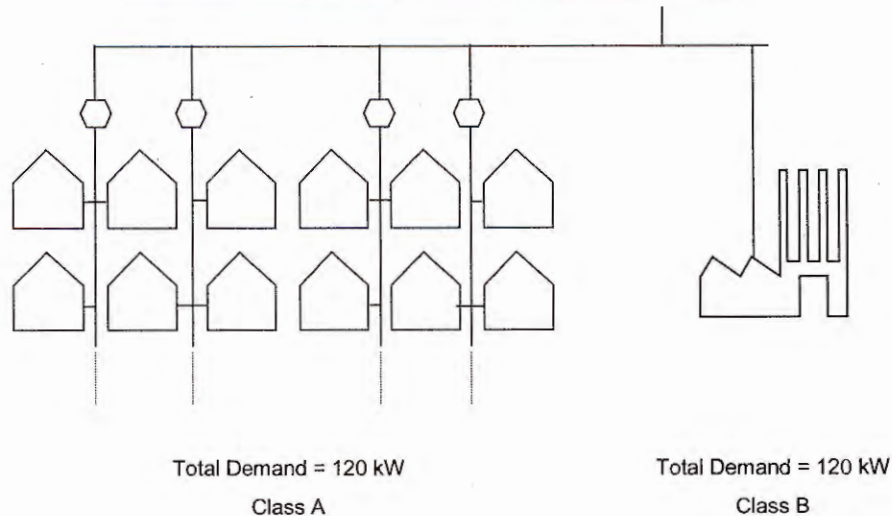 Total Demand = 120 kW
Class A
Total Demand = 120 kW
Class B